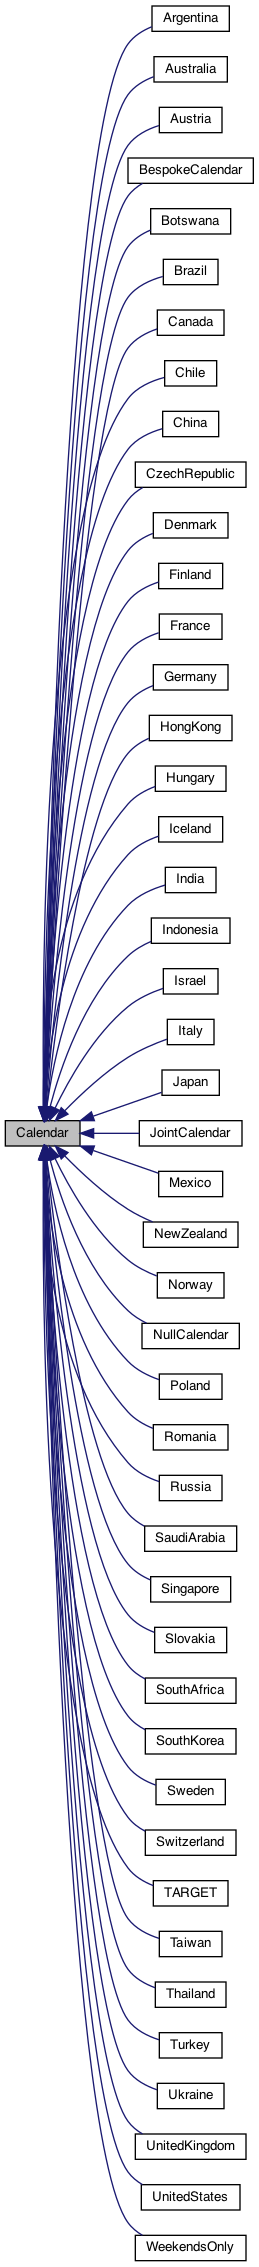 Argentina
Australia
Austria
BespokeCalendar
Botswana
Brazil
Canada
Chile
China
CzechRepublic
Denmark
Finland
France
Germany
HongKong
Hungary
Iceland
India
Indonesia
Israel
Italy
Japan
Calendar
JointCalendar
Mexico
NewZealand
Norway
NullCalendar
Poland
Romania
Russia
SaudiArabia
Singapore
Slovakia
SouthAfrica
SouthKorea
Sweden
Switzerland
TARGET
Taiwan
Thailand
Turkey
Ukraine
UnitedKingdom
UnitedStates
WeekendsOnly